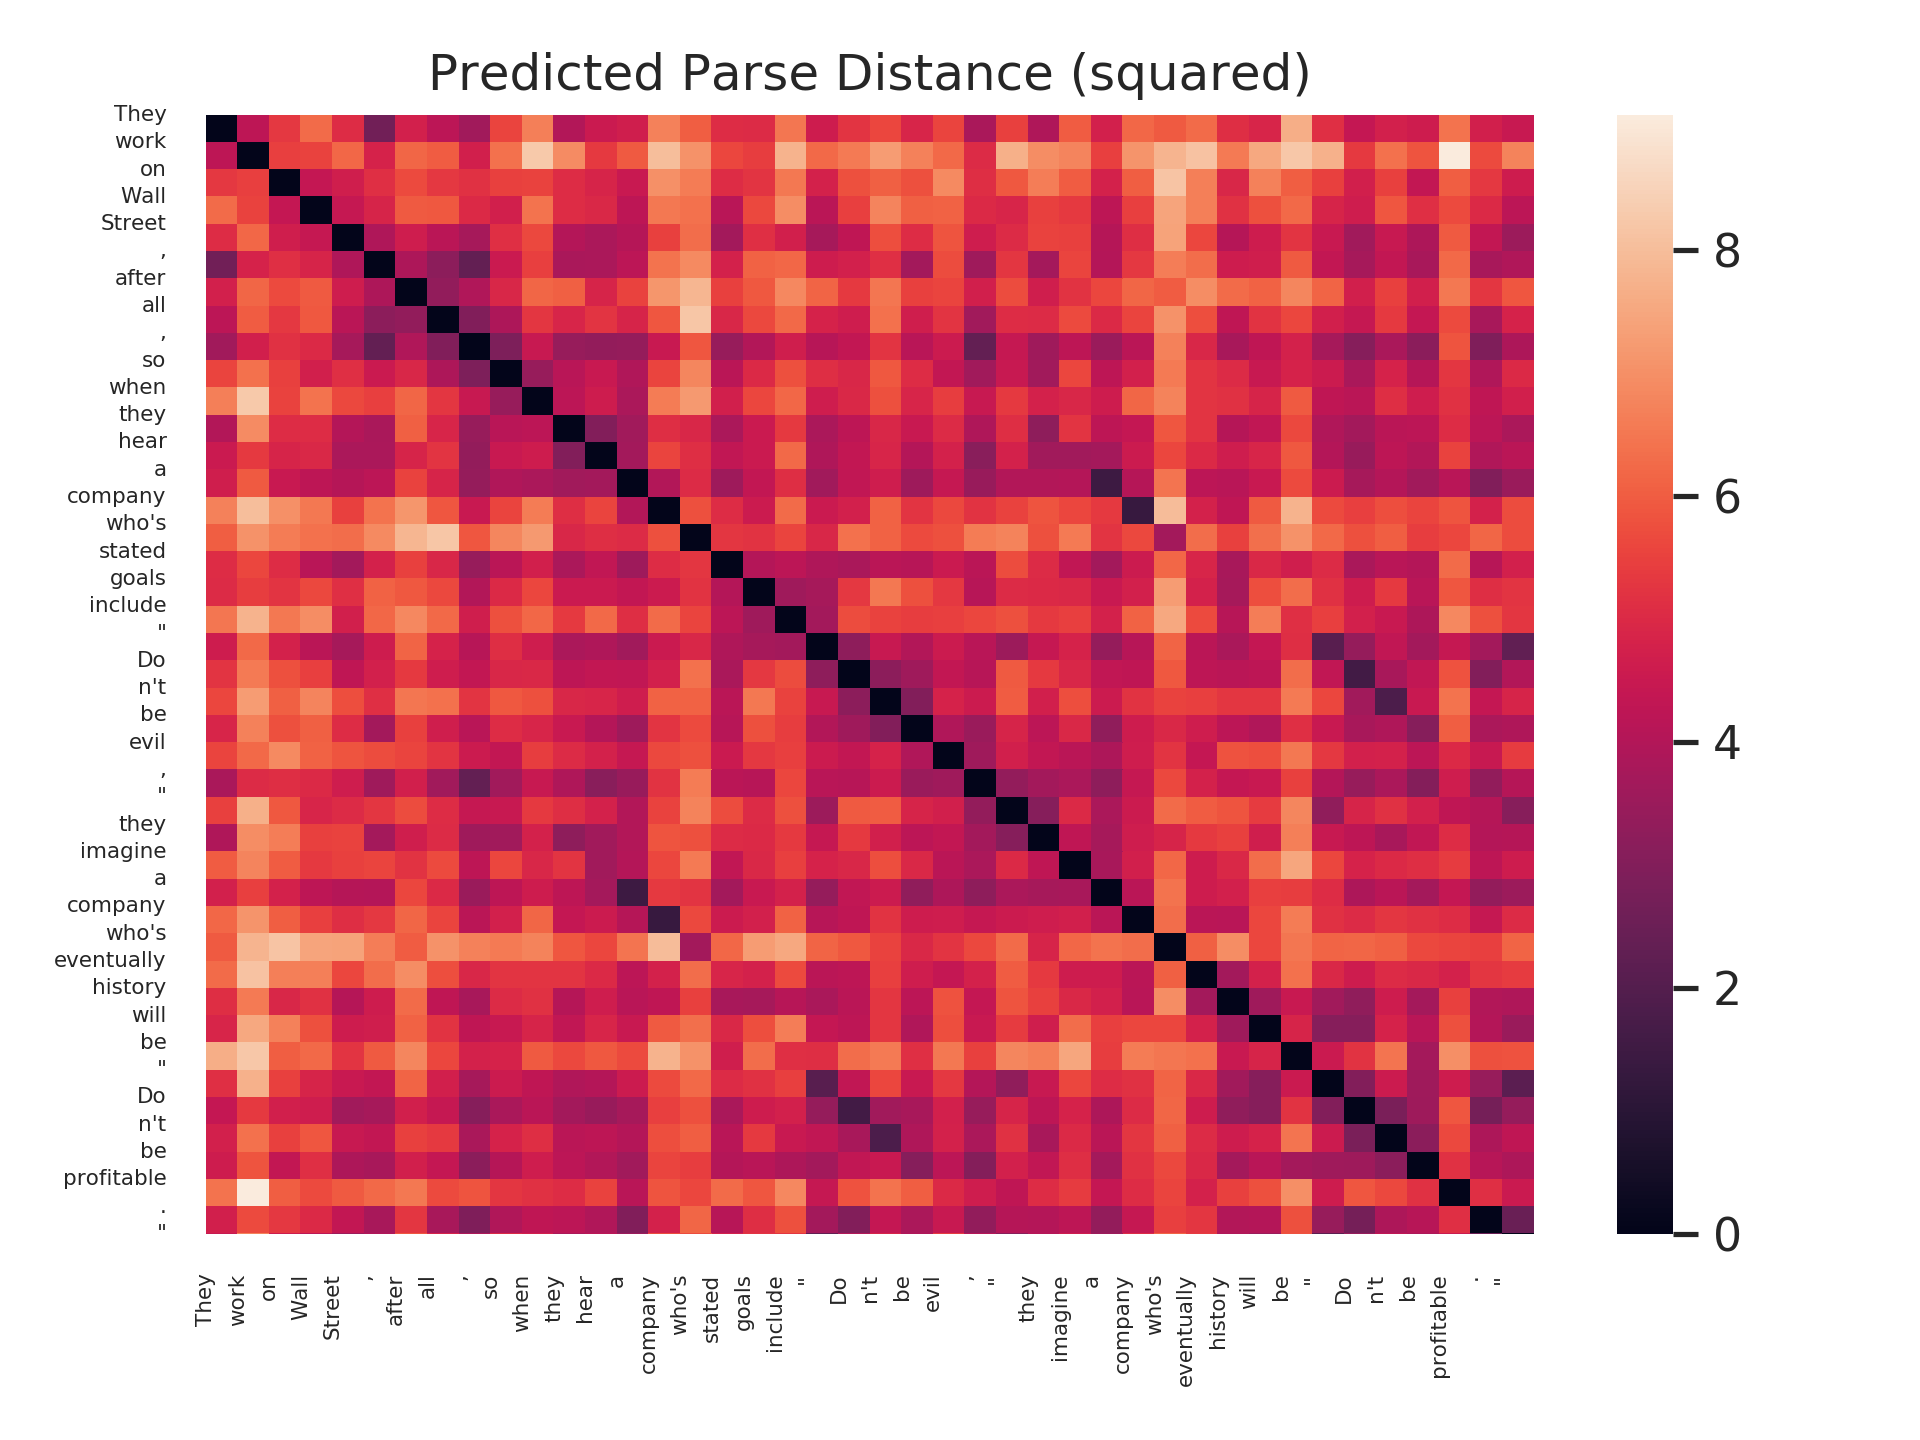 Predicted Parse Distance (squared)
They
work
on
Wall
Street
,
after
all
,
so
when
they
hear
a
company
who's
stated
goals
include
"
Do
n't
be
evil
,
"
they
imagine
a
company
who's
eventually
history
will
be
"
Do
n't
be
profitable
.
"
8
6
4
2
0
They
work
on
Wall
Street
,
after
all
,
so
when
they
hear
a
company
who's
stated
goals
include
"
Do
n't
be
evil
,
"
they
imagine
a
company
who's
eventually
history
will
be
"
Do
n't
be
profitable
.
"